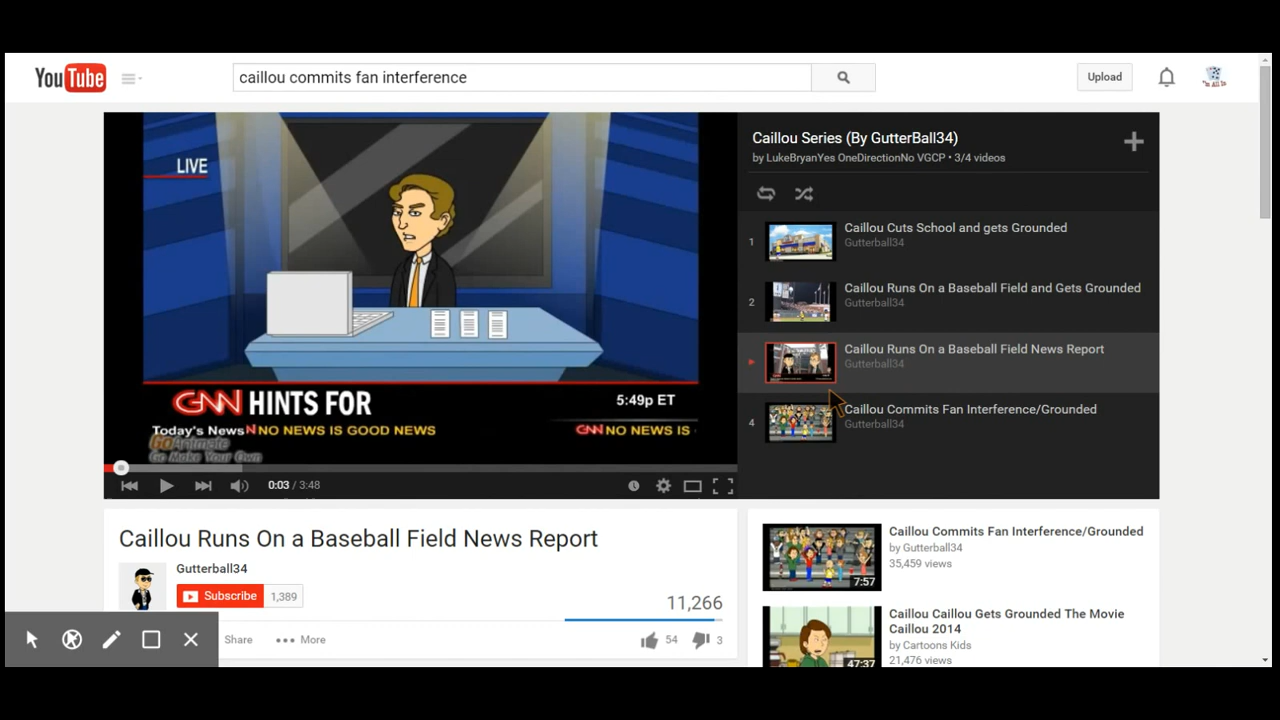 YouTube
caillou commits fan interference
Upload
LIVE
GNN HINTS FOR
5:49p ET
Today's News N NO NEWS IS GOOD NEWS
GNN NO NEWS IS
GoAnimate
Go Make Your Own
0:03 / 3:48
Caillou Series (By GutterBall34)
by LukeBryanYes OneDirectionNo VGCP • 3/4 videos
1
Caillou Cuts School and gets Grounded
Gutterball34
2
Caillou Runs On a Baseball Field and Gets Grounded
Gutterball34
Caillou Runs On a Baseball Field News Report
Gutterball34
4
Caillou Commits Fan Interference/Grounded
Gutterball34
Caillou Runs On a Baseball Field News Report
Gutterball34
Subscribe 1,389
11,266
Share
More
54
3
7:57
Caillou Commits Fan Interference/Grounded
by Gutterball34
35,459 views
47:37
Caillou Caillou Gets Grounded The Movie
Caillou 2014
by Cartoons Kids
21,476 views